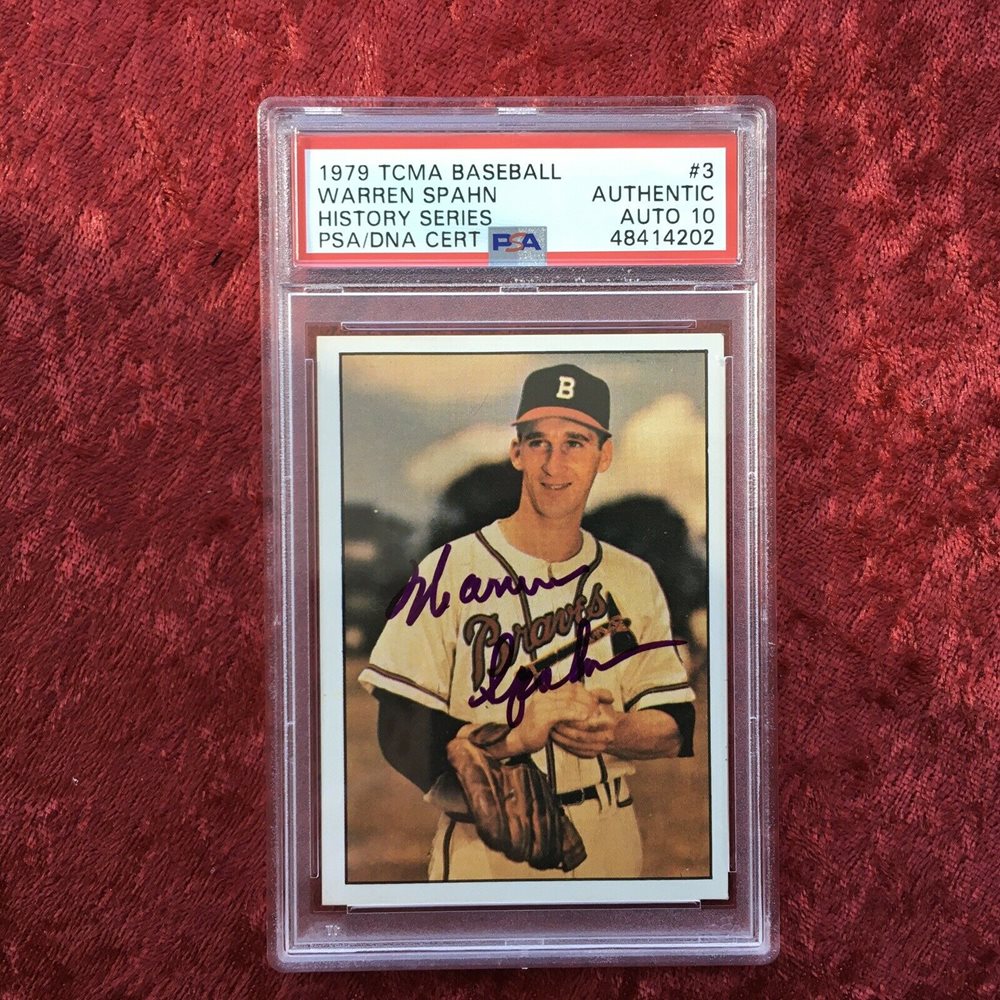 1979 TCMA BASEBALL #3
WARREN SPAHN AUTHENTIC
HISTORY SERIES AUTO 10
PSA/DNA CERT PSA 48414202
B
Warren
Braves
Spahn